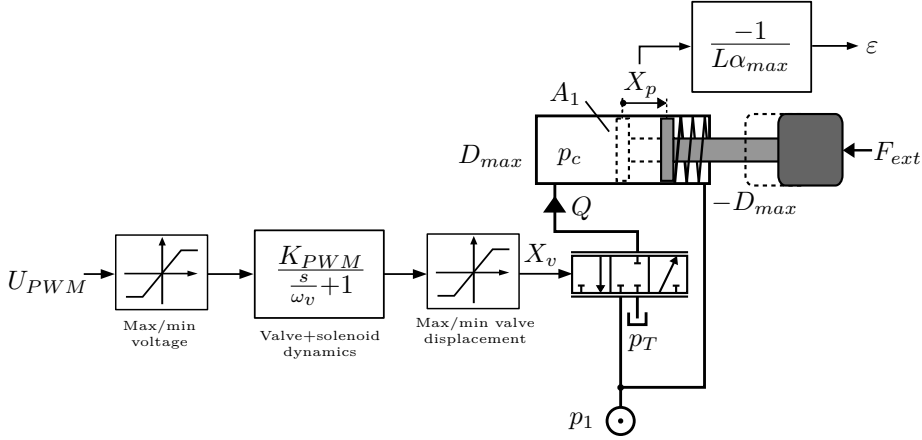 -1
Lα_max
ε
X_p
A_1
D_max
p_c
F_ext
-D_max
Q
U_PWM
K_PWM
s
ω_v
+1
X_v
Max/min
voltage
Valve+solenoid
dynamics
Max/min valve
displacement
p_T
p_1